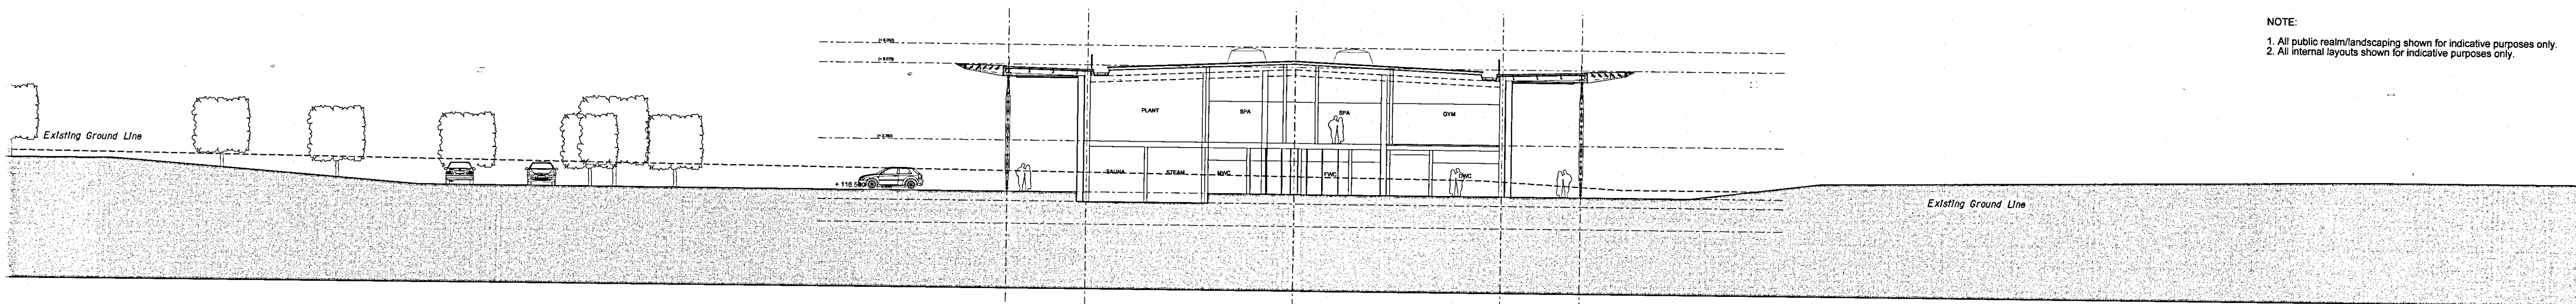 NOTE:
1. All public realm/landscaping shown for indicative purposes only.
2. All internal layouts shown for indicative purposes only.
Existing Ground Line
PLANT
SPA
SPA
GYM
SAUNA
STEAM
MWC
FWC
DWC
Existing Ground Line